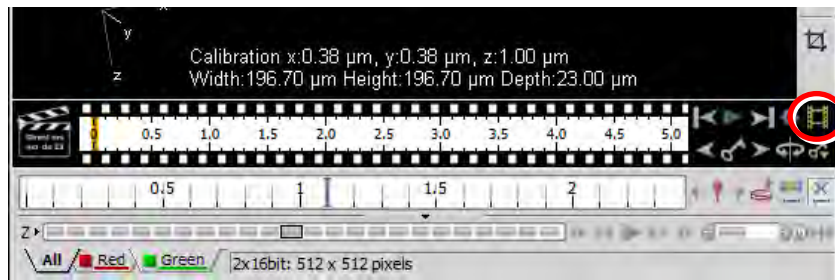 y
z
Calibration x:0.38 µm, y:0.38 µm, z:1.00 µm
Width:196.70 µm Height:196.70 µm Depth:23.00 µm
0 0.5 1.0 1.5 2.0 2.5 3.0 3.5 4.0 4.5 5.0
0.5 1 1.5 2
Z
All Red Green 2x16bit: 512 x 512 pixels